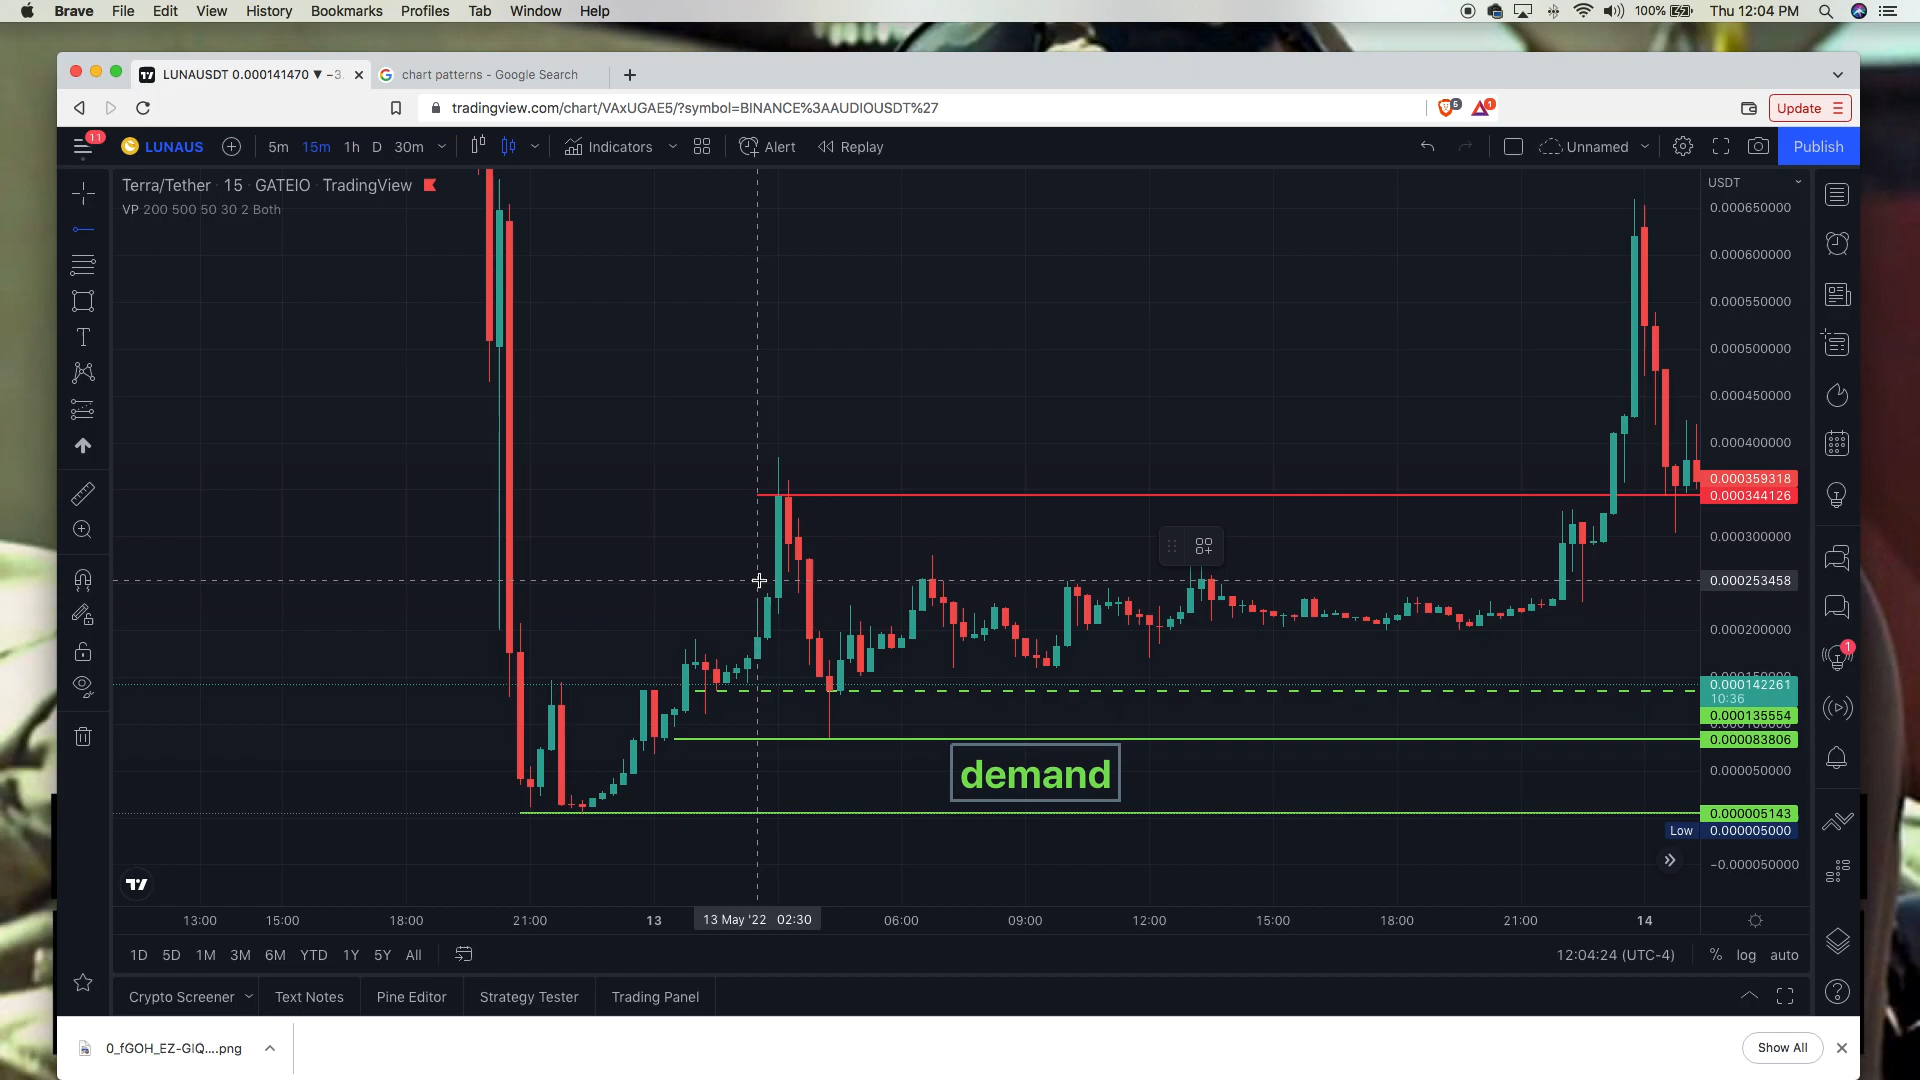 Brave File Edit View History Bookmarks Profiles Tab Window Help
100% Thu 12:04 PM
LUNAUSDT 0.000141470 ▼ −3.
chart patterns - Google Search
tradingview.com/chart/VAxUGAE5/?symbol=BINANCE%3AAUDIOUSDT%27
5
1
Update
11
LUNAUS
5m 15m 1h D 30m
Indicators
Alert
Replay
Unnamed
Publish
Terra/Tether · 15 · GATEIO · TradingView
VP 200 500 50 30 2 Both
USDT
0.000650000
0.000600000
0.000550000
0.000500000
0.000450000
0.000400000
0.000359318
0.000344126
0.000300000
0.000253458
0.000200000
0.000142261
10:36
0.000135554
0.000083806
0.000050000
0.000005143
Low 0.000005000
−0.000050000
1
demand
13:00 15:00 18:00 21:00 13 13 May '22 02:30 06:00 09:00 12:00 15:00 18:00 21:00 14
1D 5D 1M 3M 6M YTD 1Y 5Y All
12:04:24 (UTC-4) % log auto
Crypto Screener Text Notes Pine Editor Strategy Tester Trading Panel
0_fGOH_EZ-GIQ....png
Show All